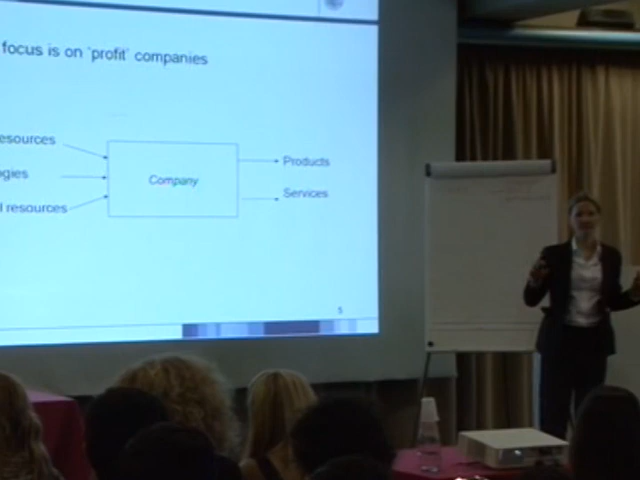 focus is on 'profit' companies
esources
gies
l resources
Company
Products
Services
5